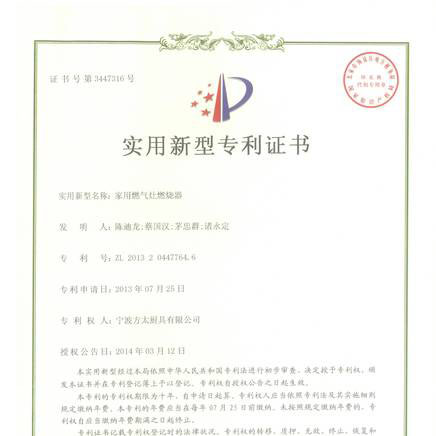 证书号第3447316号
实用新型专利证书
实用新型名称：家用燃气灶燃烧器
发 明 人：陈迪龙;蔡国汉;茅忠群;诸永定
专 利 号：ZL 2013 2 0447764.6
专利申请日：2013年07月25日
专 利 权 人：宁波方太厨具有限公司
授权公告日：2014年03月12日
本实用新型经过本局依照中华人民共和国专利法进行初步审查，决定授予专利权，颁
发本证书并在专利登记簿上予以登记。专利权自授权公告之日起生效。
本专利的专利权期限为十年，自申请日起算。专利权人应当依照专利法及其实施细则
规定缴纳年费。本专利的年费应当在每年07月25日前缴纳。未按照规定缴纳年费的，专
利权自应当缴纳年费期满之日起终止。
专利证书记载专利权登记时的法律状况。专利权的转移、质押、无效、终止、恢复和